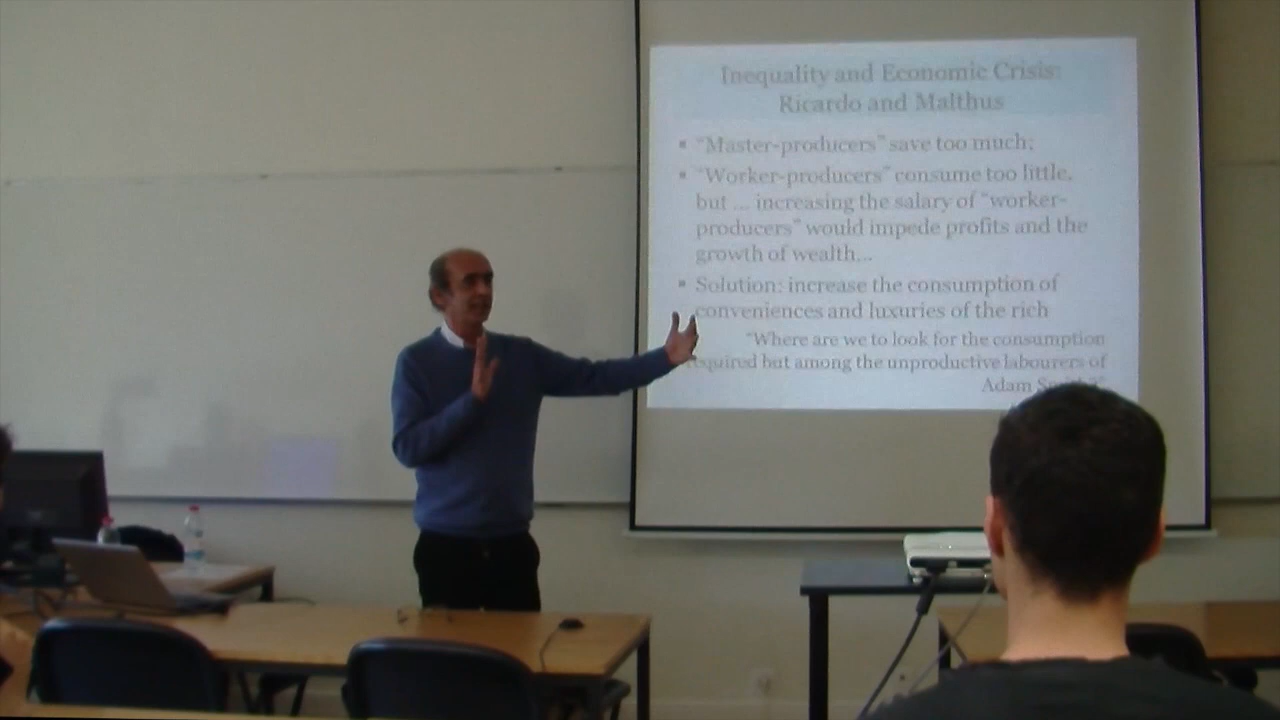 Inequality and Economic Crisis:
Ricardo and Malthus
▪ "Master-producers" save too much;
▪ "Worker-producers" consume too little,
but ... increasing the salary of "worker-
producers" would impede profits and the
growth of wealth...
▪ Solution: increase the consumption of
conveniences and luxuries of the rich
"Where are we to look for the consumption
required but among the unproductive labourers of
Adam